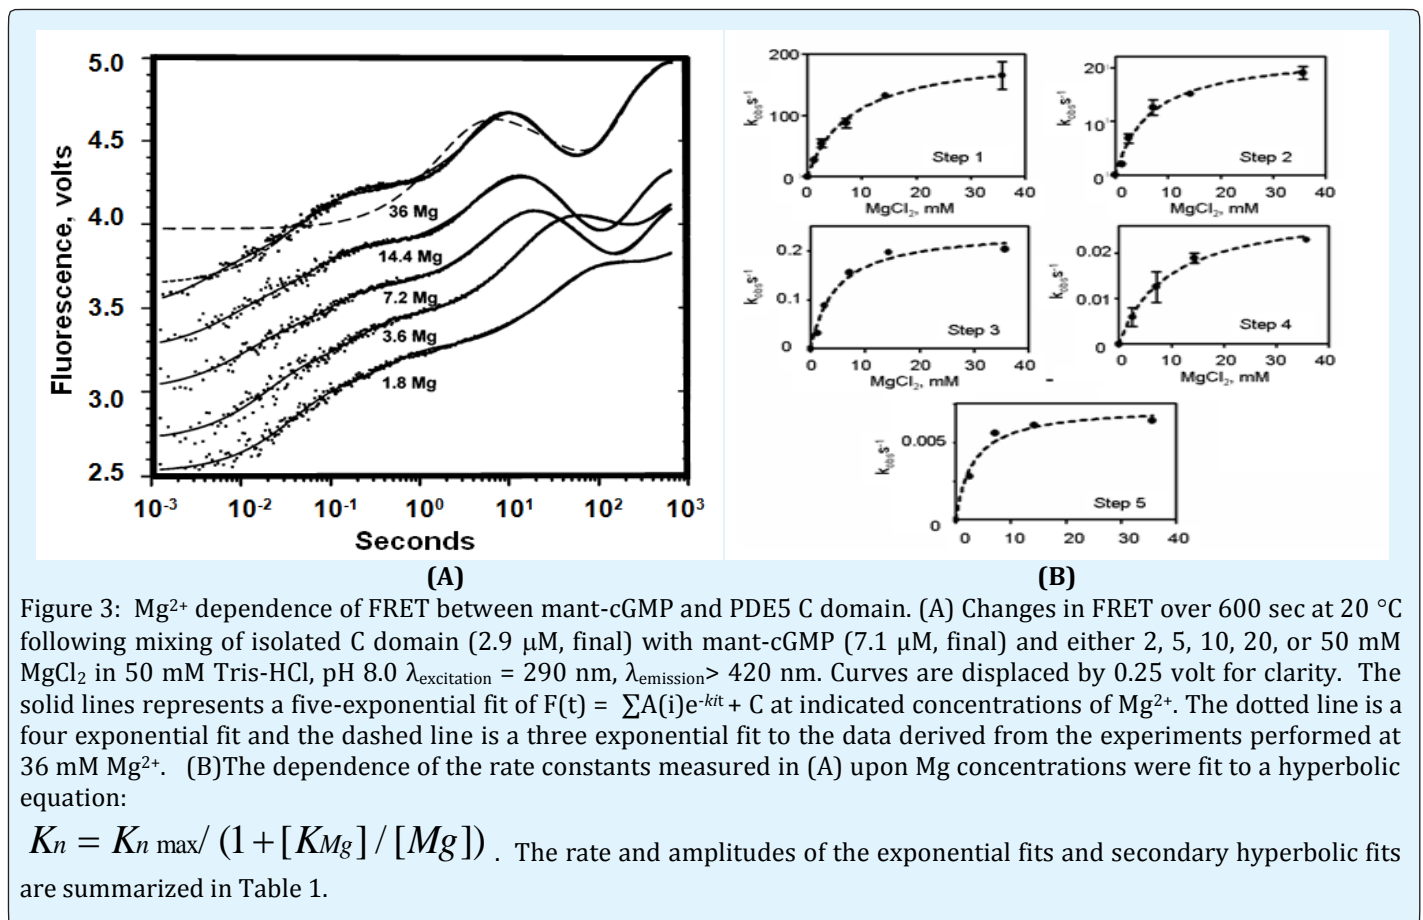 5.0
4.5
4.0
3.5
3.0
2.5
Fluorescence, volts
36 Mg
14.4 Mg
7.2 Mg
3.6 Mg
1.8 Mg
10⁻³ 10⁻² 10⁻¹ 10⁰ 10¹ 10² 10³
Seconds
(A)
200
100
0
kobs s⁻¹
Step 1
0 10 20 30 40
MgCl₂, mM
20
10
0
kobs s⁻¹
Step 2
0 10 20 30 40
MgCl₂, mM
0.2
0.1
0
kobs s⁻¹
Step 3
0 10 20 30 40
MgCl₂, mM
0.02
0.01
0
kobs s⁻¹
Step 4
0 10 20 30 40
MgCl₂, mM
0.005
0
kobs s⁻¹
Step 5
0 10 20 30 40
(B)
Figure 3: Mg²⁺ dependence of FRET between mant-cGMP and PDE5 C domain. (A) Changes in FRET over 600 sec at 20 °C
following mixing of isolated C domain (2.9 μM, final) with mant-cGMP (7.1 μM, final) and either 2, 5, 10, 20, or 50 mM
MgCl₂ in 50 mM Tris-HCl, pH 8.0 λexcitation = 290 nm, λemission> 420 nm. Curves are displaced by 0.25 volt for clarity. The
solid lines represents a five-exponential fit of F(t) = ∑A(i)e⁻ᵏⁱᵗ + C at indicated concentrations of Mg²⁺. The dotted line is a
four exponential fit and the dashed line is a three exponential fit to the data derived from the experiments performed at
36 mM Mg²⁺. (B)The dependence of the rate constants measured in (A) upon Mg concentrations were fit to a hyperbolic
equation:
Kn = Kn max/ (1+[KMg]/[Mg]) . The rate and amplitudes of the exponential fits and secondary hyperbolic fits
are summarized in Table 1.